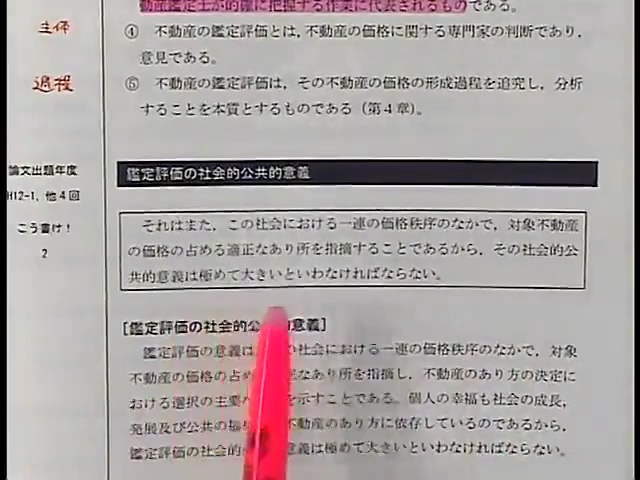 動産鑑定士が的確に把握する作業に代表されるものである。
主体
④ 不動産の鑑定評価とは,不動産の価格に関する専門家の判断であり,
意見である。
過程
⑤ 不動産の鑑定評価は,その不動産の価格の形成過程を追究し,分析
することを本質とするものである(第4章)。
論文出題年度
H12-1,他4回
こう書け!
2
鑑定評価の社会的公共的意義
それはまた,この社会における一連の価格秩序のなかで,対象不動産
の価格の占める適正なあり所を指摘することであるから,その社会的公
共的意義は極めて大きいといわなければならない。
[鑑定評価の社会的公 的意義]
鑑定評価の意義は 社会における一連の価格秩序のなかで,対象
不動産の価格の占め なあり所を指摘し,不動産のあり方の決定に
おける選択の主要 を示すことである。個人の幸福も社会の成長,
発展及び公共の福 不動産のあり方に依存しているのであるから,
鑑定評価の社会的 意義は極めて大きいといわなければならない。